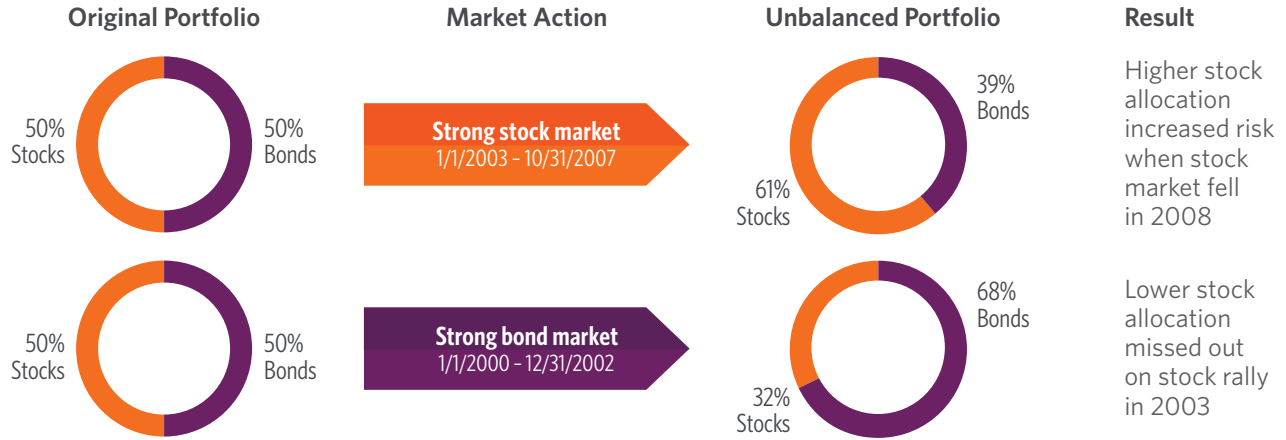 Original Portfolio
Market Action
Unbalanced Portfolio
Result
50%
Stocks
50%
Bonds
Strong stock market
1/1/2003 – 10/31/2007
39%
Bonds
61%
Stocks
Higher stock
allocation
increased risk
when stock
market fell
in 2008
50%
Stocks
50%
Bonds
Strong bond market
1/1/2000 – 12/31/2002
68%
Bonds
32%
Stocks
Lower stock
allocation
missed out
on stock rally
in 2003